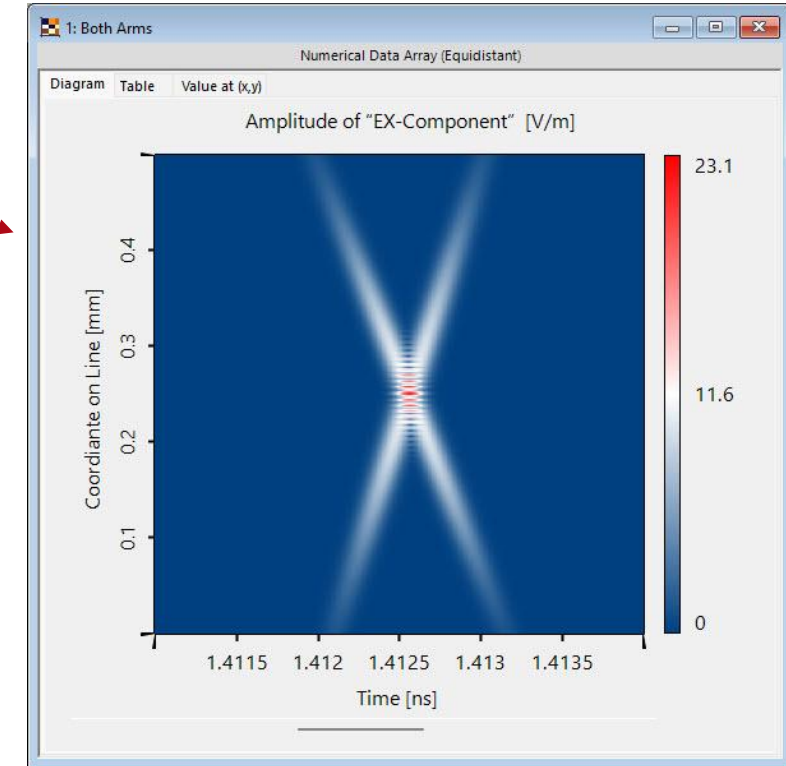 1: Both Arms
Numerical Data Array (Equidistant)
Diagram Table Value at (x,y)
Amplitude of “EX-Component” [V/m]
23.1
11.6
0
0.4
0.3
0.2
0.1
Coordiante on Line [mm]
1.4115 1.412 1.4125 1.413 1.4135
Time [ns]